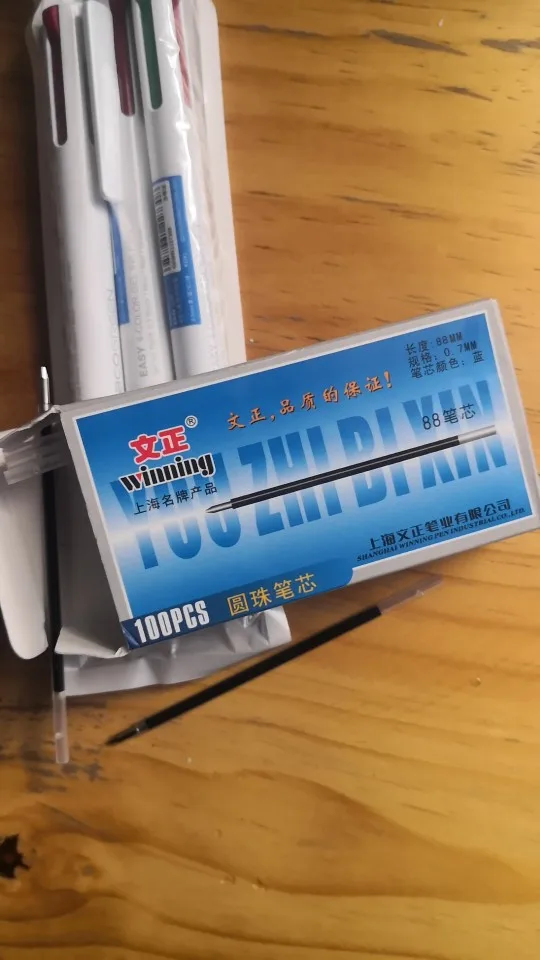 EASY 4 COLOR
长度:88MM
规格:0.7MM
笔芯颜色:蓝
文正,品质的保证!
文正®
winning
上海名牌产品
88笔芯
YOU ZHI BI XIN
上海文正笔业有限公司
SHANGHAI WINNING PEN INDUSTRIAL CO., LTD.
100PCS 圆珠笔芯